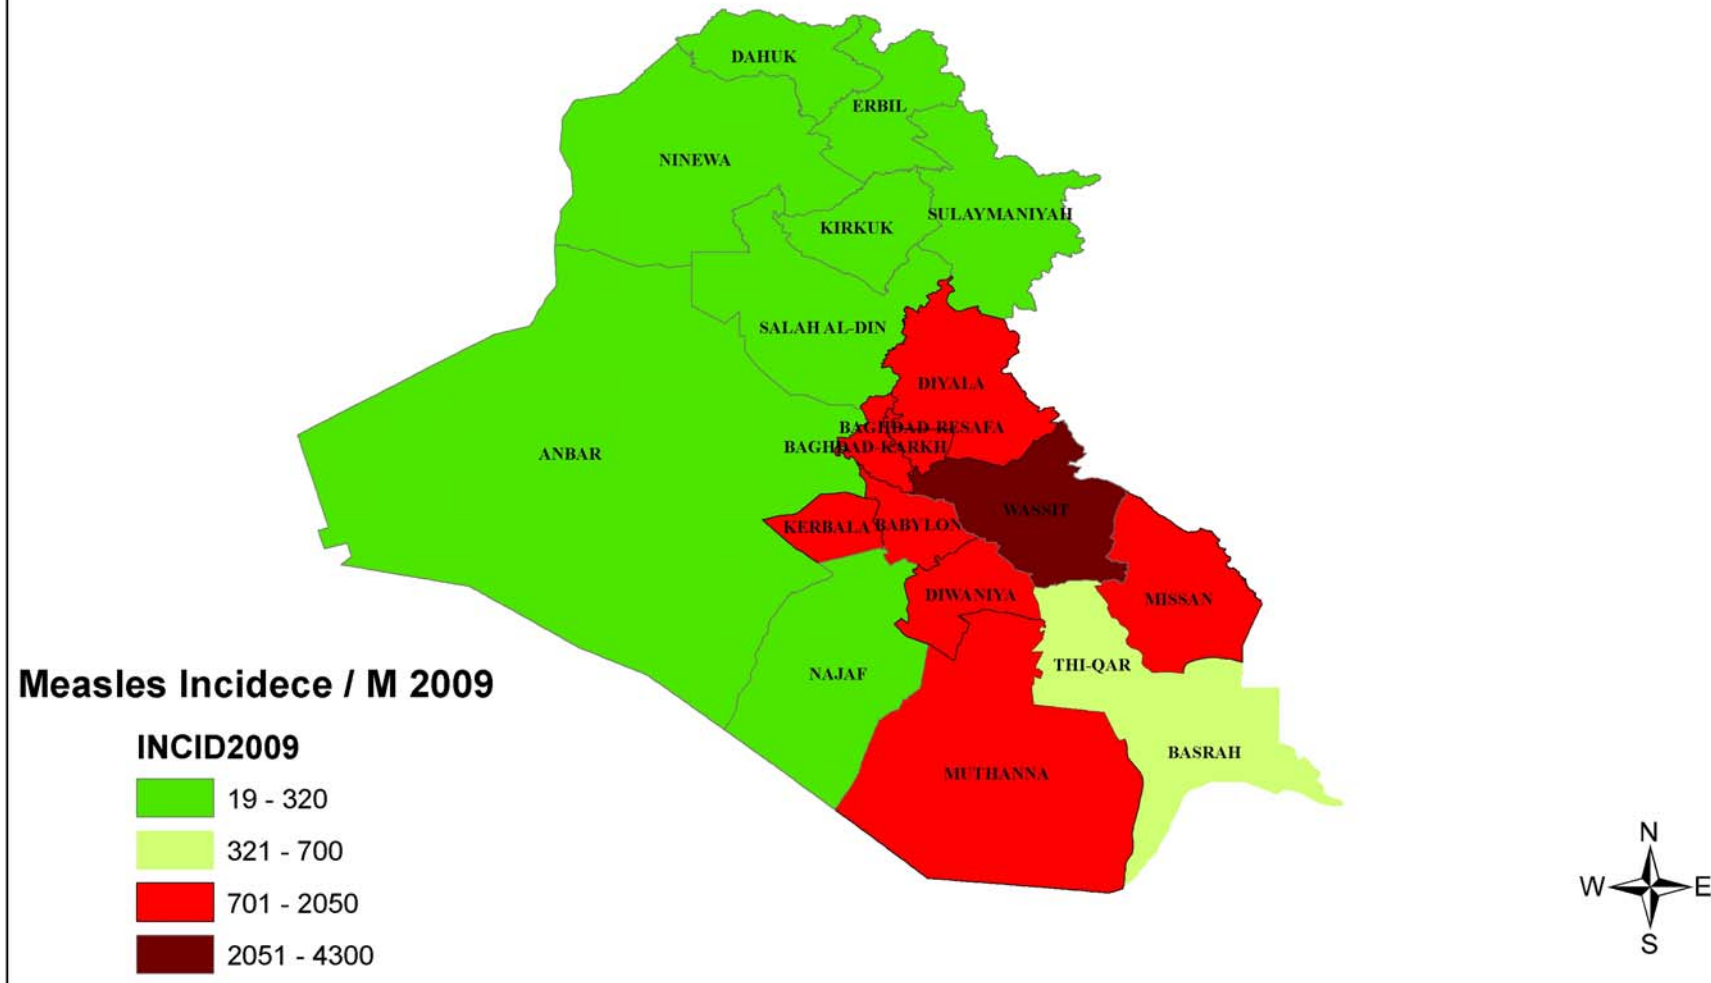 DAHUK
ERBIL
NINEWA
SULAYMANIYAH
KIRKUK
SALAH AL-DIN
DIYALA
BAGHDAD-RESAFA
BAGHDAD-KARKH
ANBAR
WASSIT
KERBALA
BABYLON
DIWANIYA
MISSAN
THI-QAR
NAJAF
BASRAH
MUTHANNA
Measles Incidece / M 2009
INCID2009
19 - 320
321 - 700
701 - 2050
2051 - 4300
N
W E
S